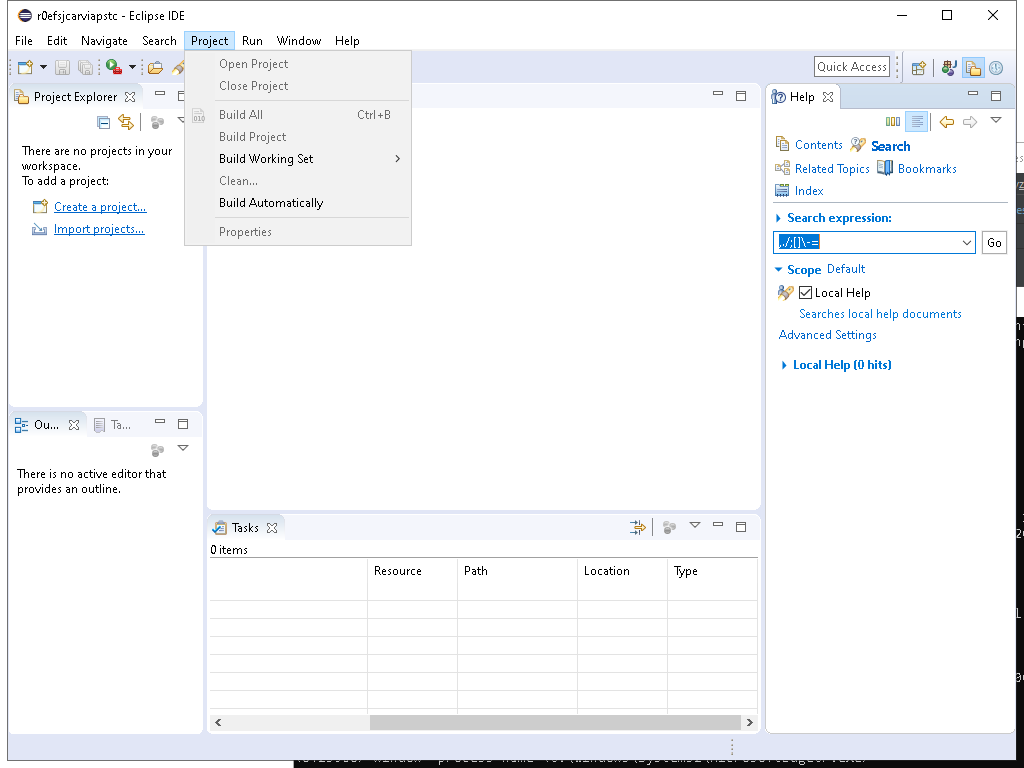 r0efsjcarviapstc - Eclipse IDE
File Edit Navigate Search Project Run Window Help
Quick Access
Open Project
Close Project
Build All Ctrl+B
Build Project
Build Working Set
Clean...
Build Automatically
Properties
Project Explorer
There are no projects in your
workspace.
To add a project:
Create a project...
Import projects...
Ou... Ta...
There is no active editor that
provides an outline.
Tasks
0 items
Resource Path Location Type
Help
Contents Search
Related Topics Bookmarks
Index
Search expression:
,./;[]\-= Go
Scope Default
Local Help
Searches local help documents
Advanced Settings
Local Help (0 hits)